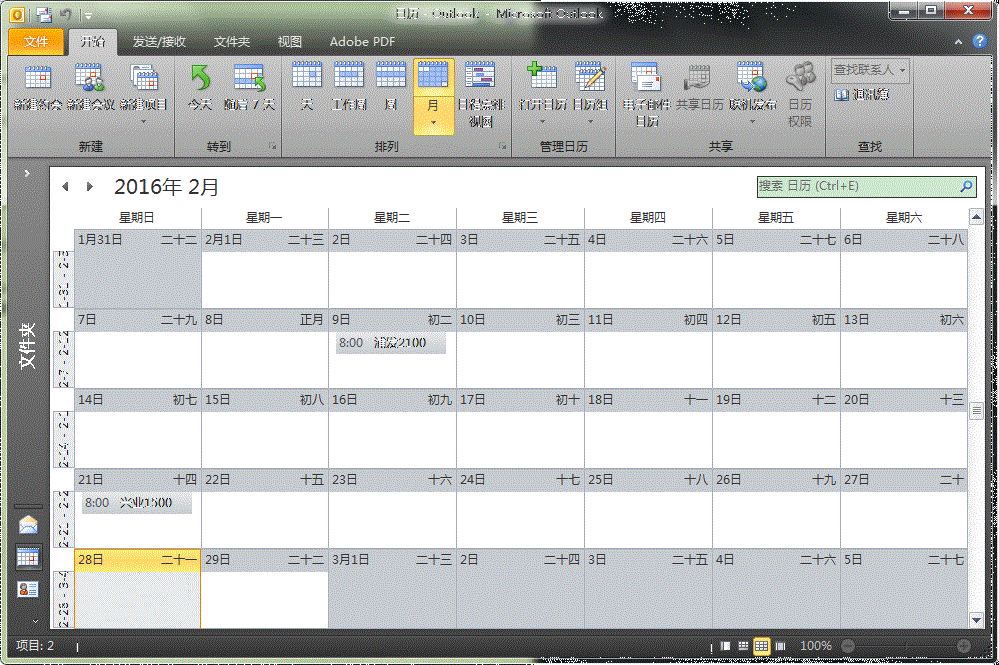 日历 - Outlook - Microsoft Outlook
文件 开始 发送/接收 文件夹 视图 Adobe PDF
新建约会 新建会议 新建项目
新建
今天 随后 7 天
转到
天 工作周 周 月 日程安排视图
排列
打开日历 日历组
管理日历
电子邮件日历 共享日历 联机发布 日历权限
共享
查找联系人
通讯簿
查找
2016年 2月
搜索 日历 (Ctrl+E)
星期日 星期一 星期二 星期三 星期四 星期五 星期六
1月31日 二十二 2月1日 二十三 2日 二十四 3日 二十五 4日 二十六 5日 二十七 6日 二十八
7日 二十九 8日 正月 9日 初二 10日 初三 11日 初四 12日 初五 13日 初六
8:00 浦发2100
14日 初七 15日 初八 16日 初九 17日 初十 18日 十一 19日 十二 20日 十三
21日 十四 22日 十五 23日 十六 24日 十七 25日 十八 26日 十九 27日 二十
8:00 兴业1500
28日 二十一 29日 二十二 3月1日 二十三 2日 二十四 3日 二十五 4日 二十六 5日 二十七
文件夹
项目: 2
100%